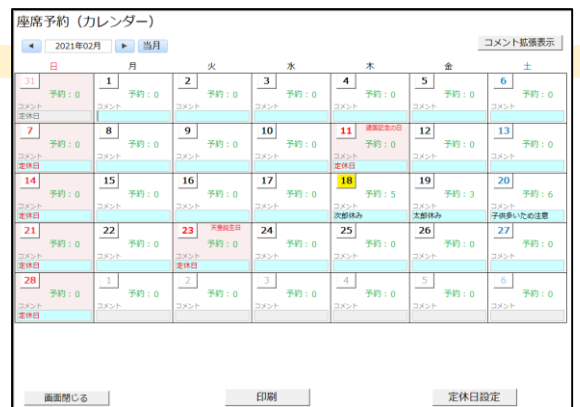 座席予約（カレンダー）
◄ 2021年02月 ► 当月 コメント拡張表示
日 月 火 水 木 金 土
31 1 2 3 4 5 6
予約：0 予約：0 予約：0 予約：0 予約：0 予約：0 予約：0
コメント コメント コメント コメント コメント コメント コメント
定休日
7 8 9 10 11 建国記念の日 12 13
予約：0 予約：0 予約：0 予約：0 予約：0 予約：0 予約：0
コメント コメント コメント コメント コメント コメント コメント
定休日 定休日
14 15 16 17 18 19 20
予約：0 予約：0 予約：0 予約：0 予約：5 予約：3 予約：6
コメント コメント コメント コメント コメント コメント コメント
定休日 次郎休み 太郎休み 子供多いため注意
21 22 23 天皇誕生日 24 25 26 27
予約：0 予約：0 予約：0 予約：0 予約：0 予約：0 予約：0
コメント コメント コメント コメント コメント コメント コメント
定休日 定休日
28 1 2 3 4 5 6
予約：0 予約：0 予約：0 予約：0 予約：0 予約：0 予約：0
コメント コメント コメント コメント コメント コメント コメント
定休日
画面閉じる 印刷 定休日設定